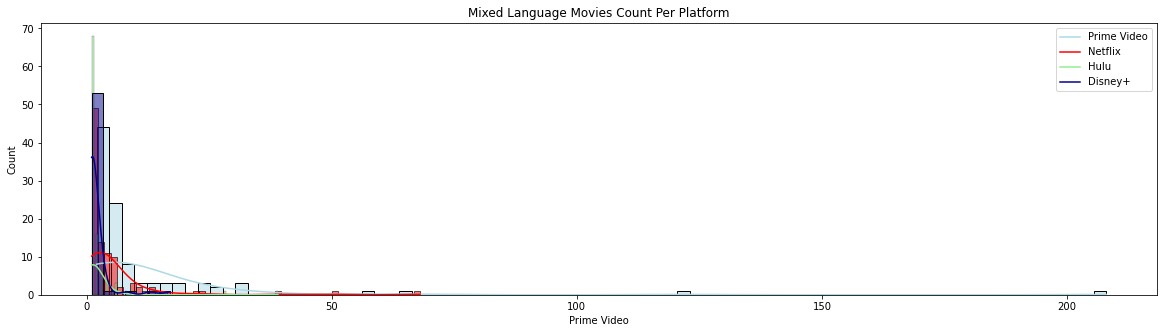 Mixed Language Movies Count Per Platform
70
60
50
40
30
20
10
0
Count
Prime Video
Netflix
Hulu
Disney+
0
50
100
150
200
Prime Video